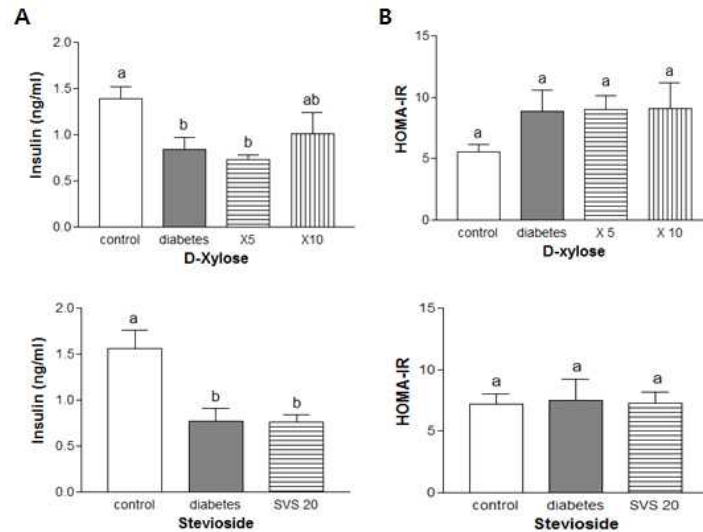 A
Insulin (ng/ml)
2.0
1.5
1.0
0.5
0.0
a
b
b
ab
control diabetes X5 X10
D-Xylose
B
HOMA-IR
15
10
5
0
a
a
a
a
control diabetes X 5 X 10
D-xylose
Insulin (ng/ml)
2.0
1.5
1.0
0.5
0.0
a
b
b
control diabetes SVS 20
Stevioside
HOMA-IR
15
10
5
0
a
a
a
control diabetes SVS 20
Stevioside